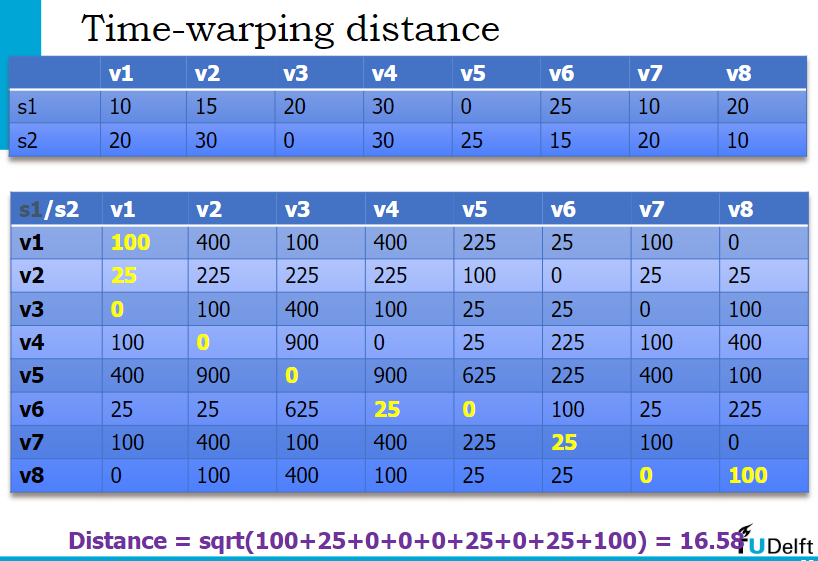 Time-warping distance
v1 v2 v3 v4 v5 v6 v7 v8
s1 10 15 20 30 0 25 10 20
s2 20 30 0 30 25 15 20 10
s1/s2 v1 v2 v3 v4 v5 v6 v7 v8
v1 100 400 100 400 225 25 100 0
v2 25 225 225 225 100 0 25 25
v3 0 100 400 100 25 25 0 100
v4 100 0 900 0 25 225 100 400
v5 400 900 0 900 625 225 400 100
v6 25 25 625 25 0 100 25 225
v7 100 400 100 400 225 25 100 0
v8 0 100 400 100 25 25 0 100
Distance = sqrt(100+25+0+0+0+25+0+25+100) = 16.58
TUDelft